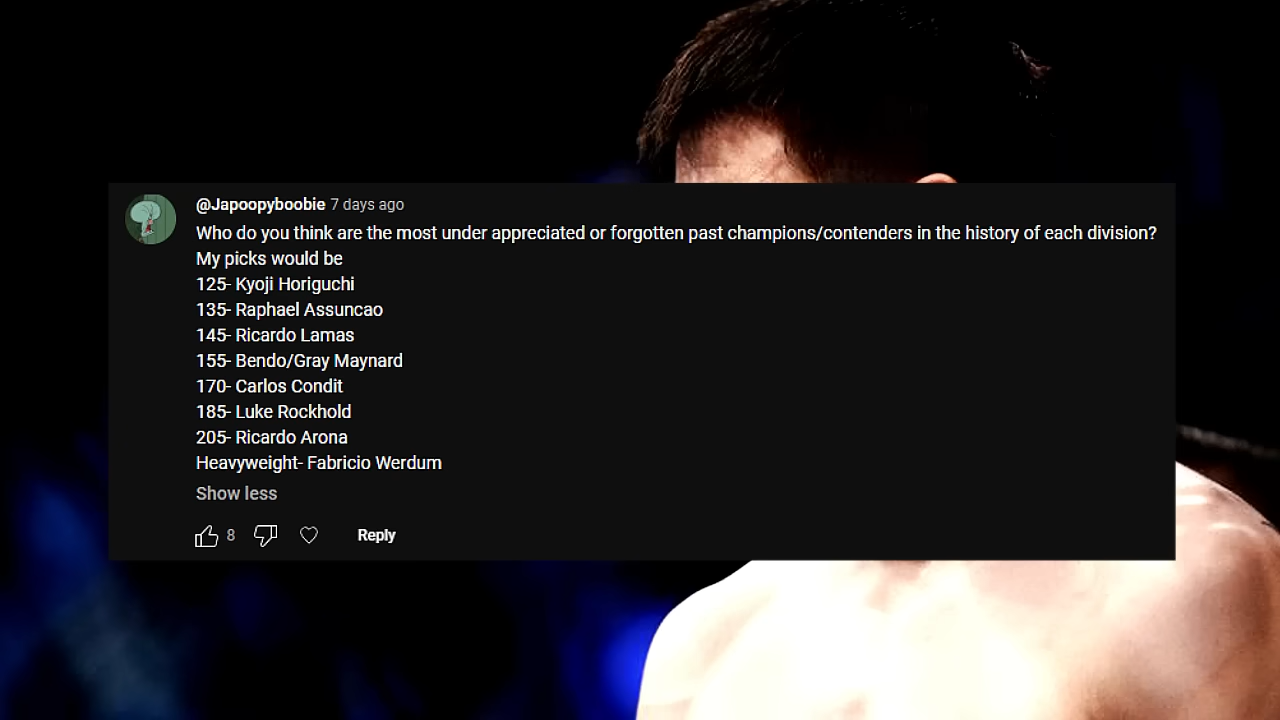 @Japoopyboobie 7 days ago
Who do you think are the most under appreciated or forgotten past champions/contenders in the history of each division?
My picks would be
125- Kyoji Horiguchi
135- Raphael Assuncao
145- Ricardo Lamas
155- Bendo/Gray Maynard
170- Carlos Condit
185- Luke Rockhold
205- Ricardo Arona
Heavyweight- Fabricio Werdum
Show less
8 Reply